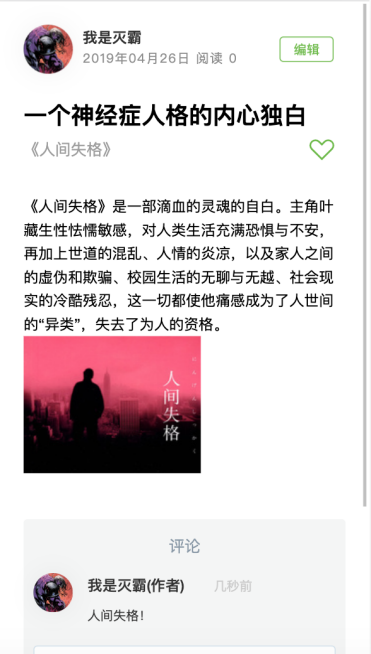 我是灭霸
2019年04月26日 阅读 0
编辑
一个神经症人格的内心独白
《人间失格》
《人间失格》是一部滴血的灵魂的自白。主角叶
藏生性怯懦敏感，对人类生活充满恐惧与不安，
再加上世道的混乱、人情的炎凉，以及家人之间
的虚伪和欺骗、校园生活的无聊与无越、社会现
实的冷酷残忍，这一切都使他痛感成为了人世间
的“异类”，失去了为人的资格。
人间失格
评论
我是灭霸(作者) 几秒前
人间失格！